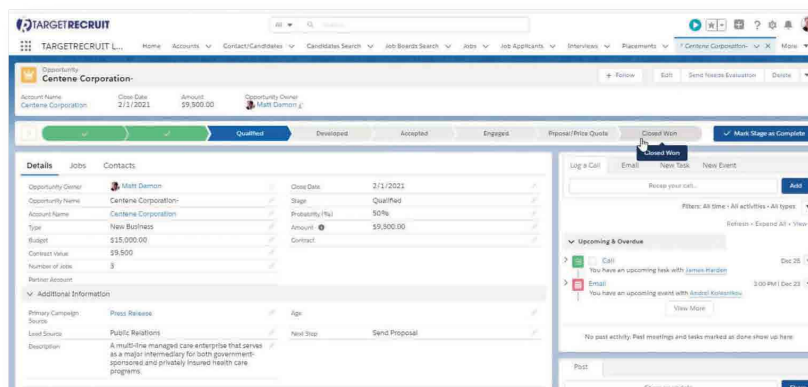 TARGETRECRUIT
All
TARGETRECRUIT L... Home Accounts Contact/Candidates Candidates Search Job Boards Search Jobs Job Applicants Interviews Placements * Centene Corporation- More
Opportunity
Centene Corporation-
+ Follow Edit Send Needs Evaluation Delete
Account Name Close Date Amount Opportunity Owner
Centene Corporation 2/1/2021 $9,500.00 Matt Damon
Qualified Developed Accepted Engaged Proposal/Price Quote Closed Won Mark Stage as Complete
Closed Won
Details Jobs Contacts
Opportunity Owner Matt Damon Close Date 2/1/2021
Opportunity Name Centene Corporation- Stage Qualified
Account Name Centene Corporation Probability (%) 50%
Type New Business Amount $9,500.00
Budget $15,000.00 Contract
Contract Value $9,500
Number of Jobs 3
Partner Account
Additional Information
Primary Campaign Source Press Release Age
Lead Source Public Relations Next Step Send Proposal
Description A multi-line managed care enterprise that serves
as a major intermediary for both government-
sponsored and privately insured health care
programs.
Log a Call Email New Task New Event
Recap your call... Add
Filters: All time • All activities • All types
Refresh • Expand All • View
Upcoming & Overdue
Call Dec 25
You have an upcoming task with James Harden
Email 3:00 PM | Dec 23
You have an upcoming event with Andrei Kolesnikov
View More
No past activity. Past meetings and tasks marked as done show up here
Post